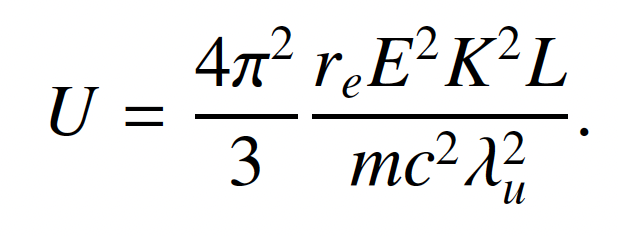 U = \frac{4\pi^2}{3} \frac{r_e E^2 K^2 L}{mc^2 \lambda_u^2}.